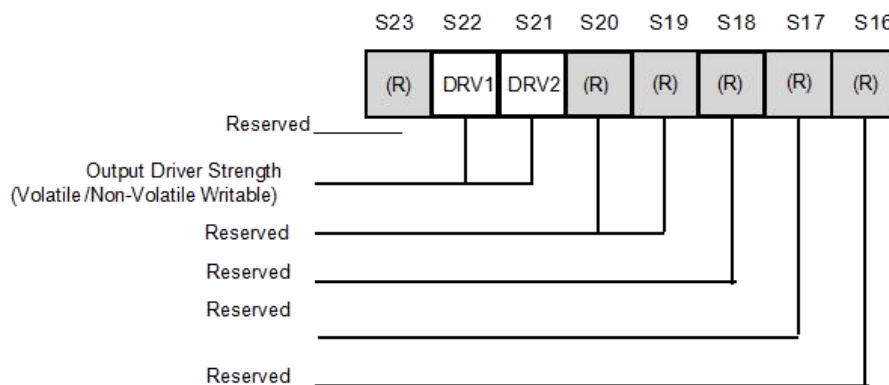 S23 S22 S21 S20 S19 S18 S17 S16
(R) DRV1 DRV2 (R) (R) (R) (R) (R)
Reserved
Output Driver Strength
(Volatile/Non-Volatile Writable)
Reserved
Reserved
Reserved
Reserved